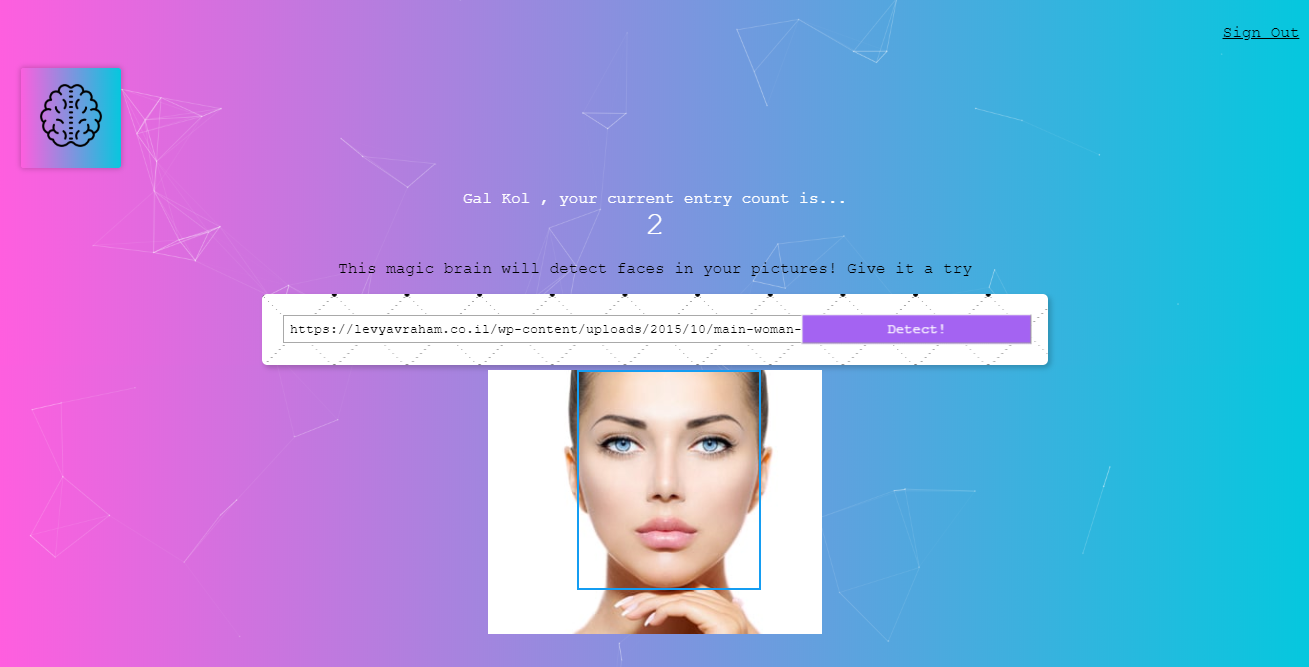 Sign Out
Gal Kol , your current entry count is...
2
This magic brain will detect faces in your pictures! Give it a try
https://levyavraham.co.il/wp-content/uploads/2015/10/main-woman-
Detect!